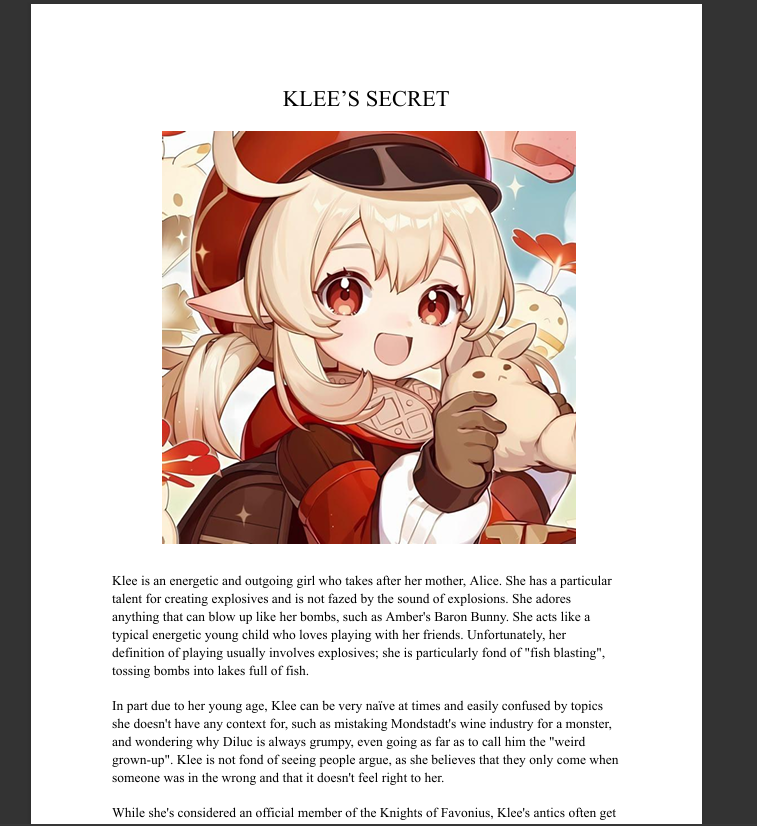 KLEE’S SECRET
Klee is an energetic and outgoing girl who takes after her mother, Alice. She has a particular
talent for creating explosives and is not fazed by the sound of explosions. She adores
anything that can blow up like her bombs, such as Amber's Baron Bunny. She acts like a
typical energetic young child who loves playing with her friends. Unfortunately, her
definition of playing usually involves explosives; she is particularly fond of "fish blasting",
tossing bombs into lakes full of fish.
In part due to her young age, Klee can be very naïve at times and easily confused by topics
she doesn't have any context for, such as mistaking Mondstadt's wine industry for a monster,
and wondering why Diluc is always grumpy, even going as far as to call him the "weird
grown-up". Klee is not fond of seeing people argue, as she believes that they only come when
someone was in the wrong and that it doesn't feel right to her.
While she's considered an official member of the Knights of Favonius, Klee's antics often get